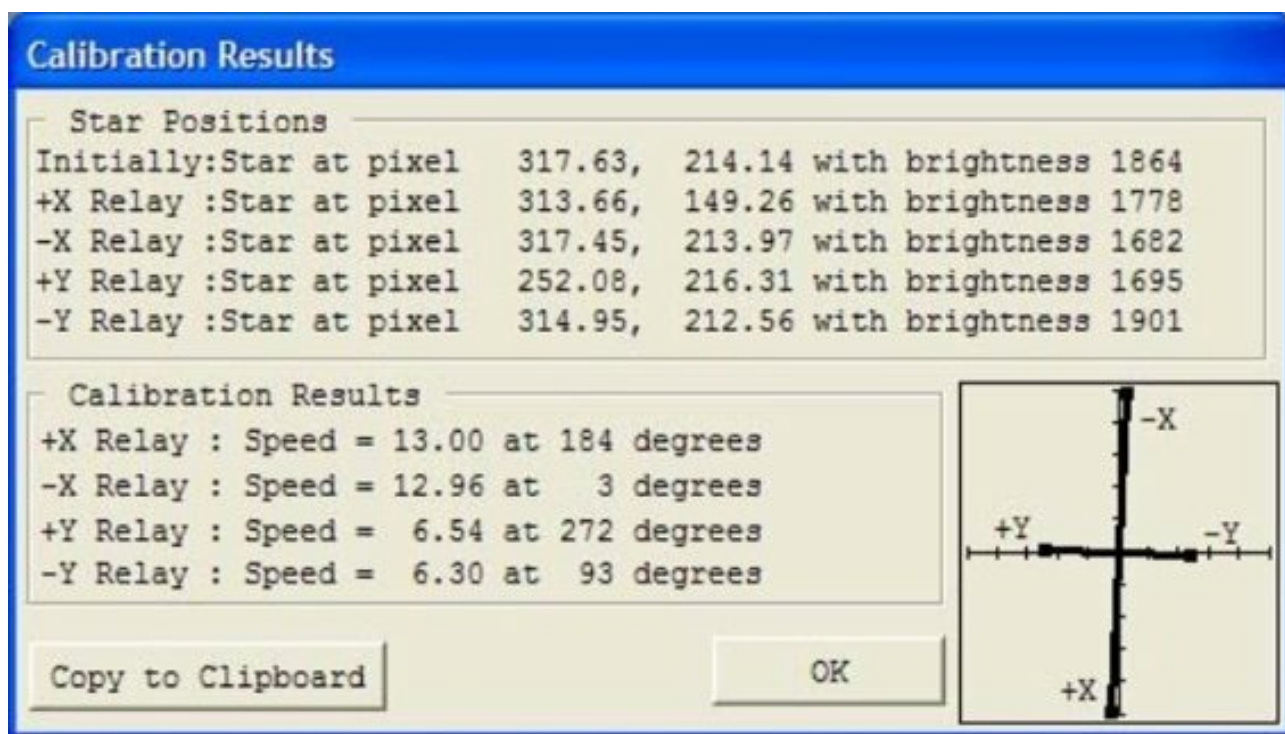 Calibration Results
Star Positions
Initially:Star at pixel 317.63, 214.14 with brightness 1864
+X Relay :Star at pixel 313.66, 149.26 with brightness 1778
-X Relay :Star at pixel 317.45, 213.97 with brightness 1682
+Y Relay :Star at pixel 252.08, 216.31 with brightness 1695
-Y Relay :Star at pixel 314.95, 212.56 with brightness 1901
Calibration Results
+X Relay : Speed = 13.00 at 184 degrees
-X Relay : Speed = 12.96 at 3 degrees
+Y Relay : Speed = 6.54 at 272 degrees
-Y Relay : Speed = 6.30 at 93 degrees
-X
+Y
-Y
+X
Copy to Clipboard
OK